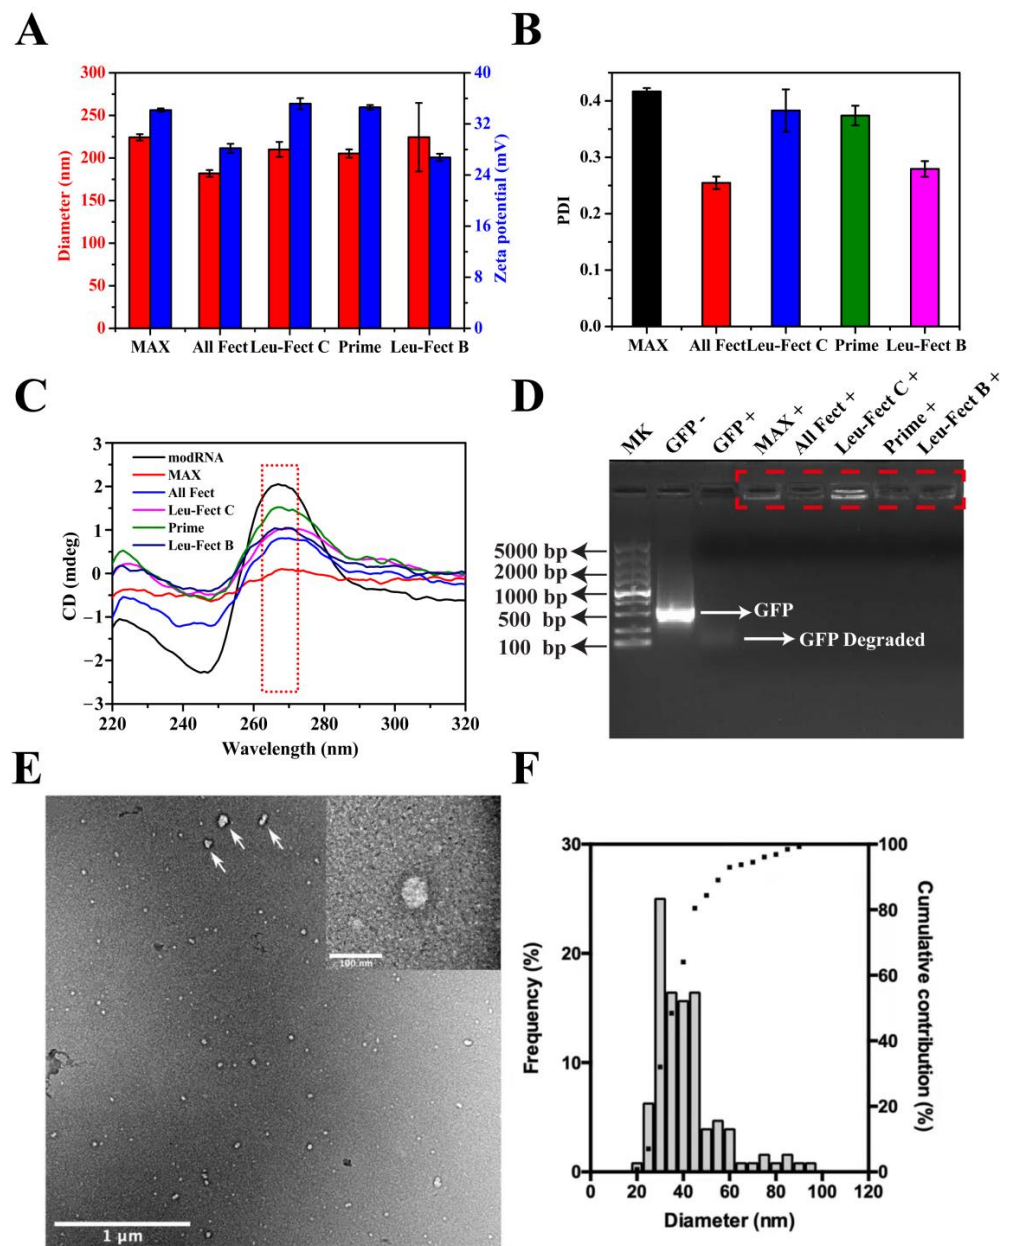 A
Diameter (nm)
300
250
200
150
100
50
0
Zeta potential (mV)
40
32
24
16
8
0
MAX All Fect Leu-Fect C Prime Leu-Fect B
B
PDI
0.4
0.3
0.2
0.1
0.0
MAX All Fect Leu-Fect C Prime Leu-Fect B
C
CD (mdeg)
3
2
1
0
−1
−2
−3
modRNA
MAX
All Fect
Leu-Fect C
Prime
Leu-Fect B
220 240 260 280 300 320
Wavelength (nm)
D
MK GFP - GFP + MAX + All Fect + Leu-Fect C + Prime + Leu-Fect B +
5000 bp
2000 bp
1000 bp
500 bp
100 bp
GFP
GFP Degraded
E
100 nm
1 µm
F
Frequency (%)
30
20
10
0
Cumulative contribution (%)
100
80
60
40
20
0
0 20 40 60 80 100 120
Diameter (nm)